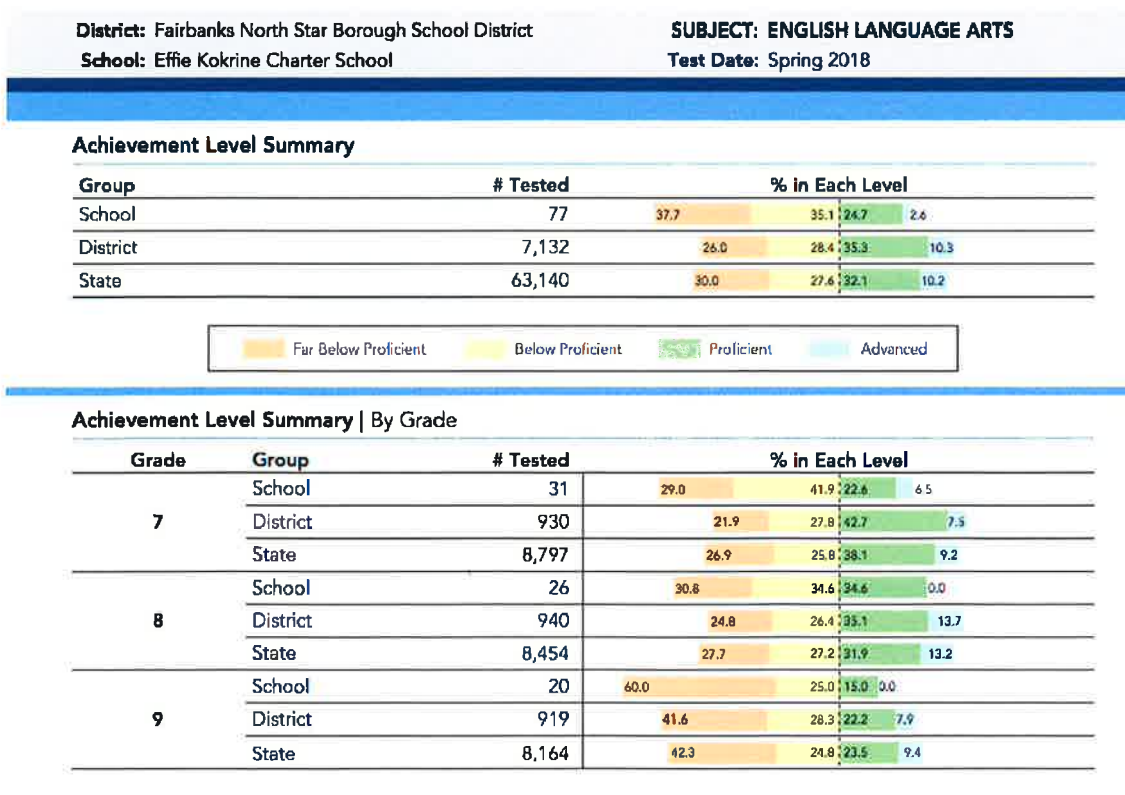 District: Fairbanks North Star Borough School District SUBJECT: ENGLISH LANGUAGE ARTS
School: Effie Kokrine Charter School Test Date: Spring 2018
Achievement Level Summary
Group # Tested % in Each Level
School 77 37.7 35.1 24.7 2.6
District 7,132 26.0 28.4 35.3 10.3
State 63,140 30.0 27.6 32.1 10.2
Far Below Proficient Below Proficient Proficient Advanced
Achievement Level Summary | By Grade
Grade Group # Tested % in Each Level
School 31 29.0 41.9 22.6 6.5
7 District 930 21.9 27.8 42.7 7.5
State 8,797 26.9 25.8 38.1 9.2
School 26 30.8 34.6 34.6 0.0
8 District 940 24.8 26.4 35.1 13.7
State 8,454 27.7 27.2 31.9 13.2
School 20 60.0 25.0 15.0 0.0
9 District 919 41.6 28.3 22.2 7.9
State 8,164 42.3 24.8 23.5 9.4